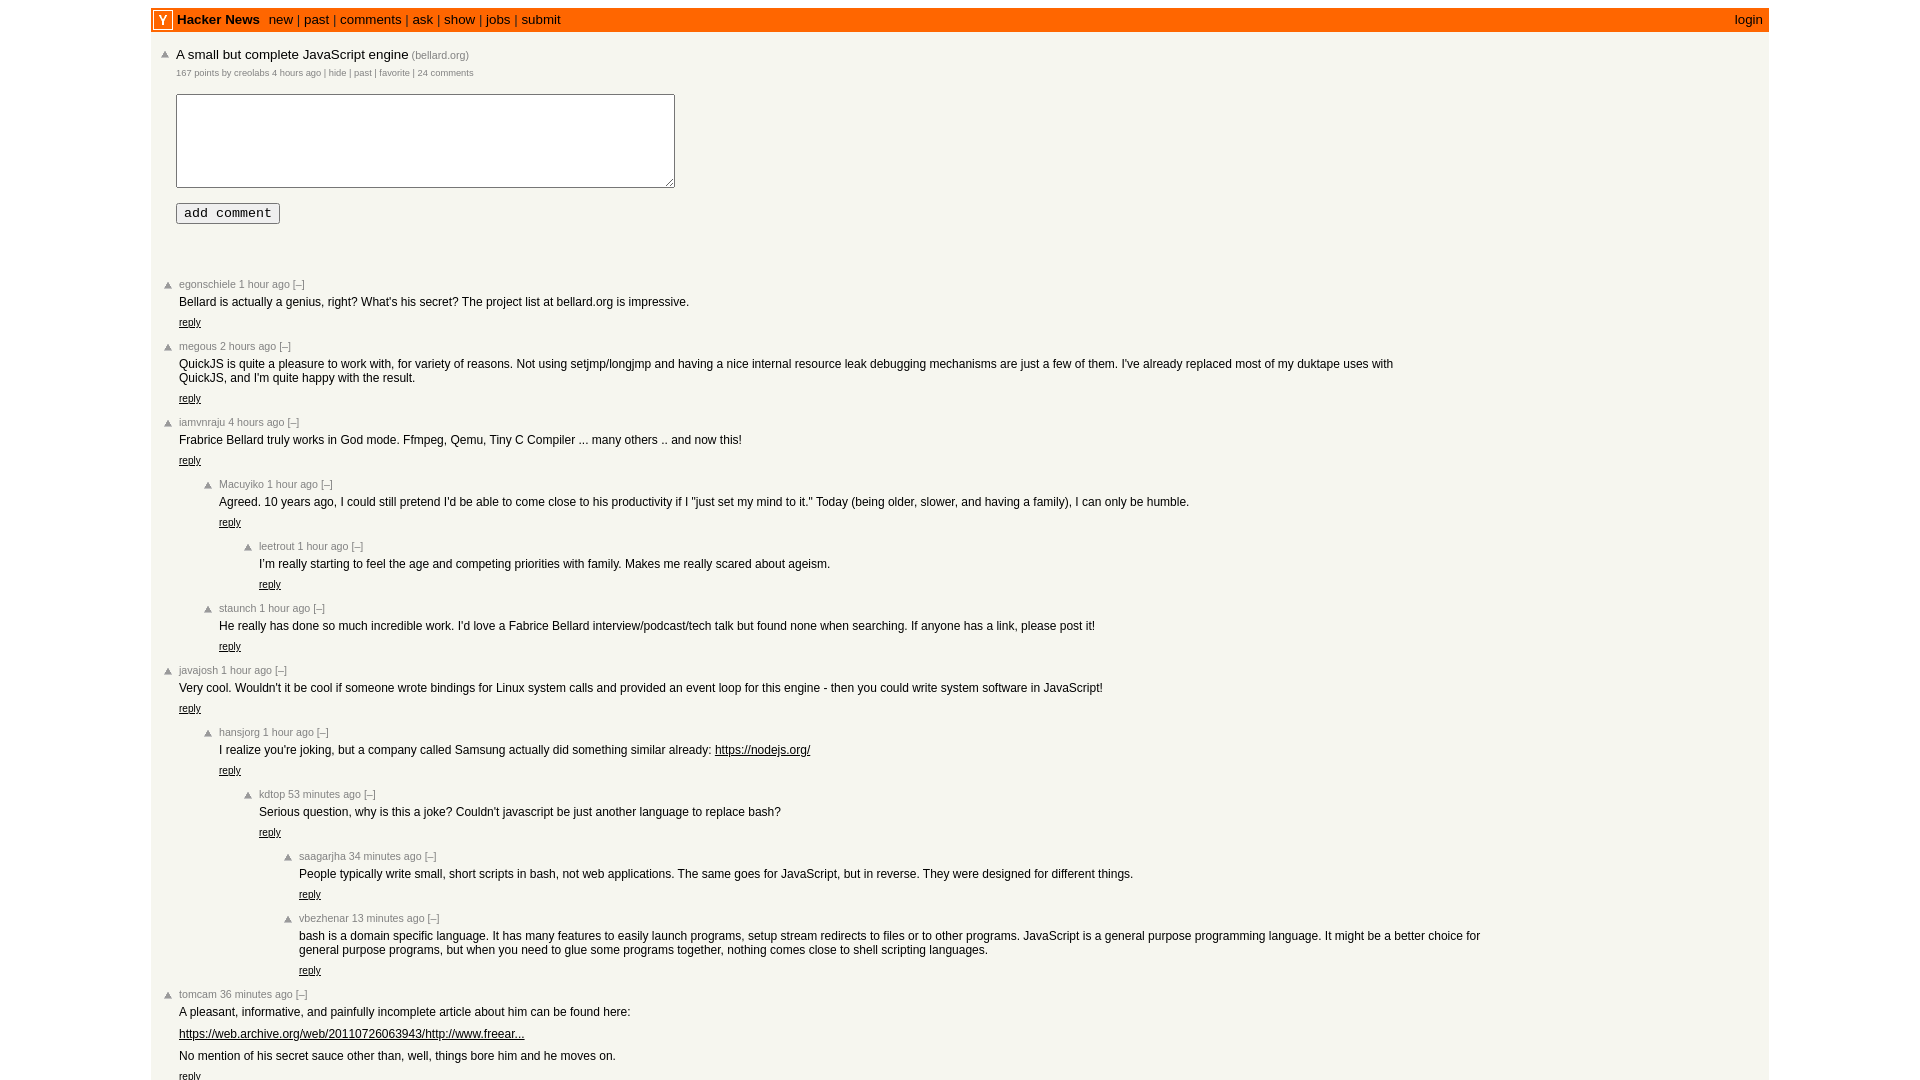 Y Hacker News new | past | comments | ask | show | jobs | submit login
A small but complete JavaScript engine (bellard.org)
167 points by creolabs 4 hours ago | hide | past | favorite | 24 comments
add comment
egonschiele 1 hour ago [–]
Bellard is actually a genius, right? What's his secret? The project list at bellard.org is impressive.
reply
megous 2 hours ago [–]
QuickJS is quite a pleasure to work with, for variety of reasons. Not using setjmp/longjmp and having a nice internal resource leak debugging mechanisms are just a few of them. I've already replaced most of my duktape uses with
QuickJS, and I'm quite happy with the result.
reply
iamvnraju 4 hours ago [–]
Frabrice Bellard truly works in God mode. Ffmpeg, Qemu, Tiny C Compiler ... many others .. and now this!
reply
Macuyiko 1 hour ago [–]
Agreed. 10 years ago, I could still pretend I'd be able to come close to his productivity if I "just set my mind to it." Today (being older, slower, and having a family), I can only be humble.
reply
leetrout 1 hour ago [–]
I'm really starting to feel the age and competing priorities with family. Makes me really scared about ageism.
reply
staunch 1 hour ago [–]
He really has done so much incredible work. I'd love a Fabrice Bellard interview/podcast/tech talk but found none when searching. If anyone has a link, please post it!
reply
javajosh 1 hour ago [–]
Very cool. Wouldn't it be cool if someone wrote bindings for Linux system calls and provided an event loop for this engine - then you could write system software in JavaScript!
reply
hansjorg 1 hour ago [–]
I realize you're joking, but a company called Samsung actually did something similar already: https://nodejs.org/
reply
kdtop 53 minutes ago [–]
Serious question, why is this a joke? Couldn't javascript be just another language to replace bash?
reply
saagarjha 34 minutes ago [–]
People typically write small, short scripts in bash, not web applications. The same goes for JavaScript, but in reverse. They were designed for different things.
reply
vbezhenar 13 minutes ago [–]
bash is a domain specific language. It has many features to easily launch programs, setup stream redirects to files or to other programs. JavaScript is a general purpose programming language. It might be a better choice for
general purpose programs, but when you need to glue some programs together, nothing comes close to shell scripting languages.
reply
tomcam 36 minutes ago [–]
A pleasant, informative, and painfully incomplete article about him can be found here:
https://web.archive.org/web/20110726063943/http://www.freear...
No mention of his secret sauce other than, well, things bore him and he moves on.
reply